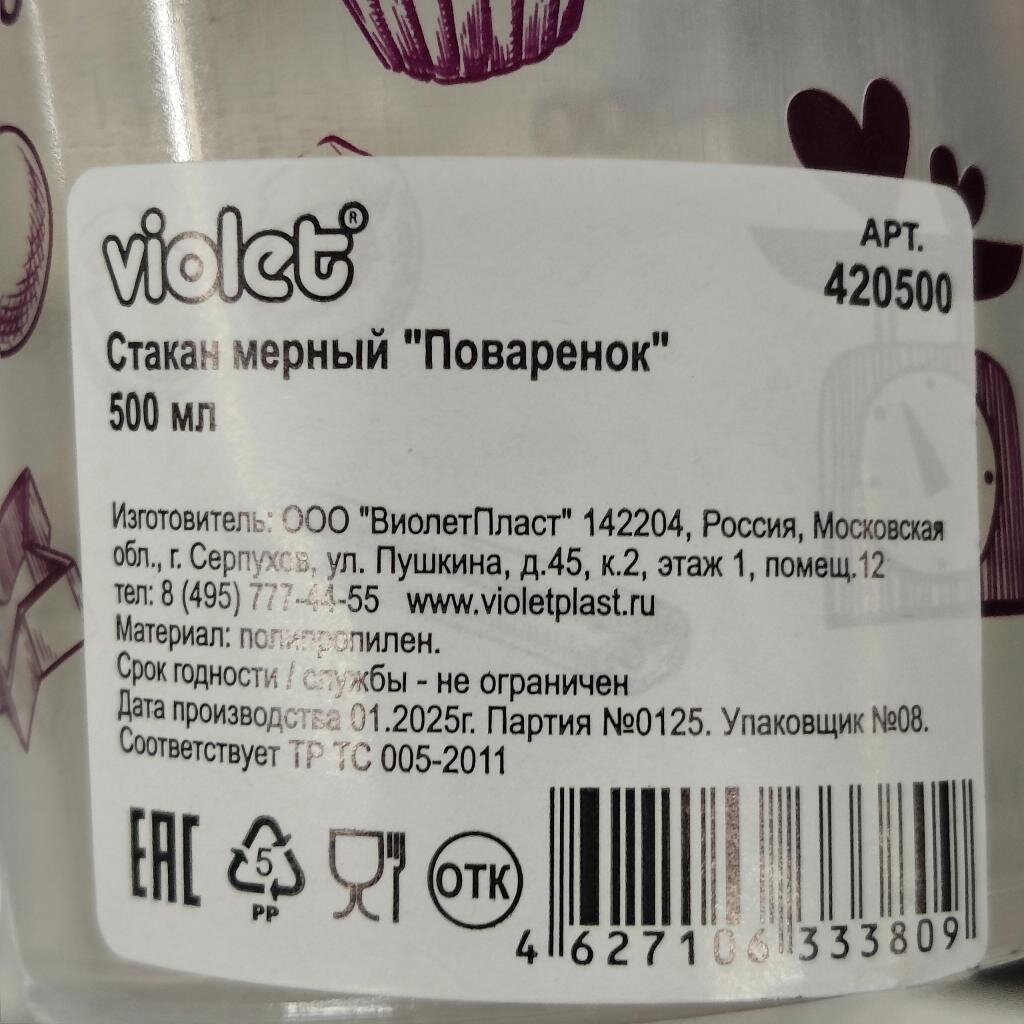 violet®
АРТ.
420500
Стакан мерный "Поваренок"
500 мл
Изготовитель: ООО "ВиолетПласт" 142204, Россия, Московская
обл., г. Серпухов, ул. Пушкина, д.45, к.2, этаж 1, помещ.12
тел: 8 (495) 777-44-55 www.violetplast.ru
Материал: полипропилен.
Срок годности / службы - не ограничен
Дата производства 01.2025г. Партия №0125. Упаковщик №08.
Соответствует ТР ТС 005-2011
ЕАС
5
PP
ОТК
4 627106 333809